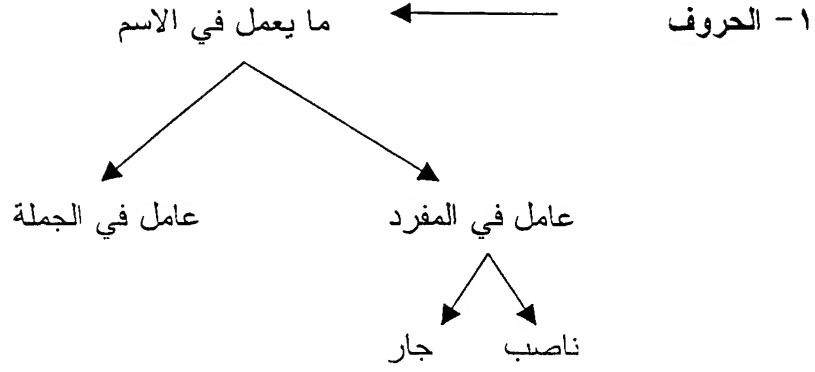 ١- الحروف ما يعمل في الاسم
عامل في المفرد عامل في الجملة
ناصب جار